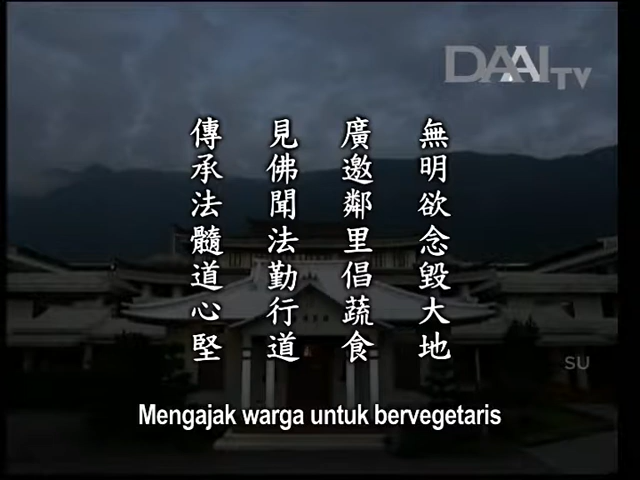 DAAI TV
無明欲念毀大地
廣邀鄰里倡蔬食
見佛聞法勤行道
傳承法髓道心堅
SU
Mengajak warga untuk bervegetaris